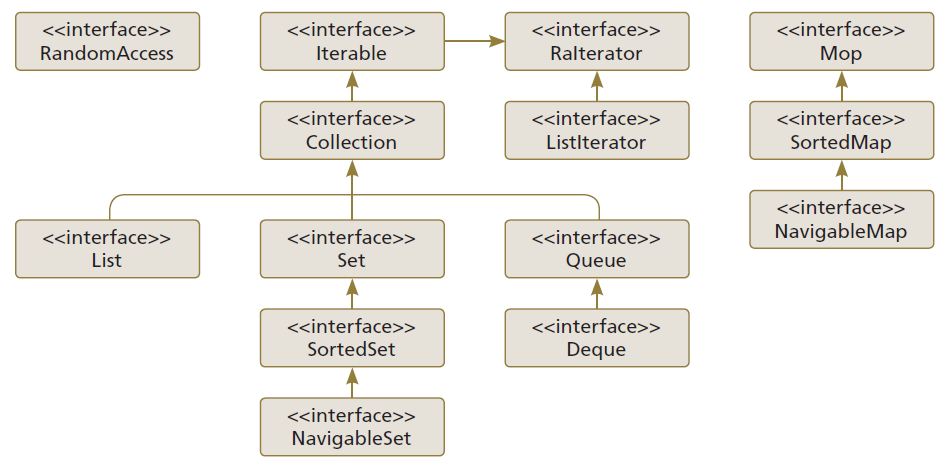 <<interface>>
RandomAccess
<<interface>>
Iterable
<<interface>>
RaIterator
<<interface>>
Mop
<<interface>>
Collection
<<interface>>
ListIterator
<<interface>>
SortedMap
<<interface>>
NavigableMap
<<interface>>
List
<<interface>>
Set
<<interface>>
Queue
<<interface>>
SortedSet
<<interface>>
Deque
<<interface>>
NavigableSet